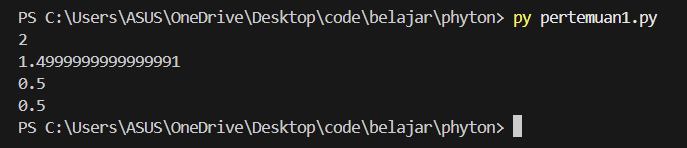 PS C:\Users\ASUS\OneDrive\Desktop\code\belajar\phyton> py pertemuan1.py
2
1.4999999999999991
0.5
0.5
PS C:\Users\ASUS\OneDrive\Desktop\code\belajar\phyton>